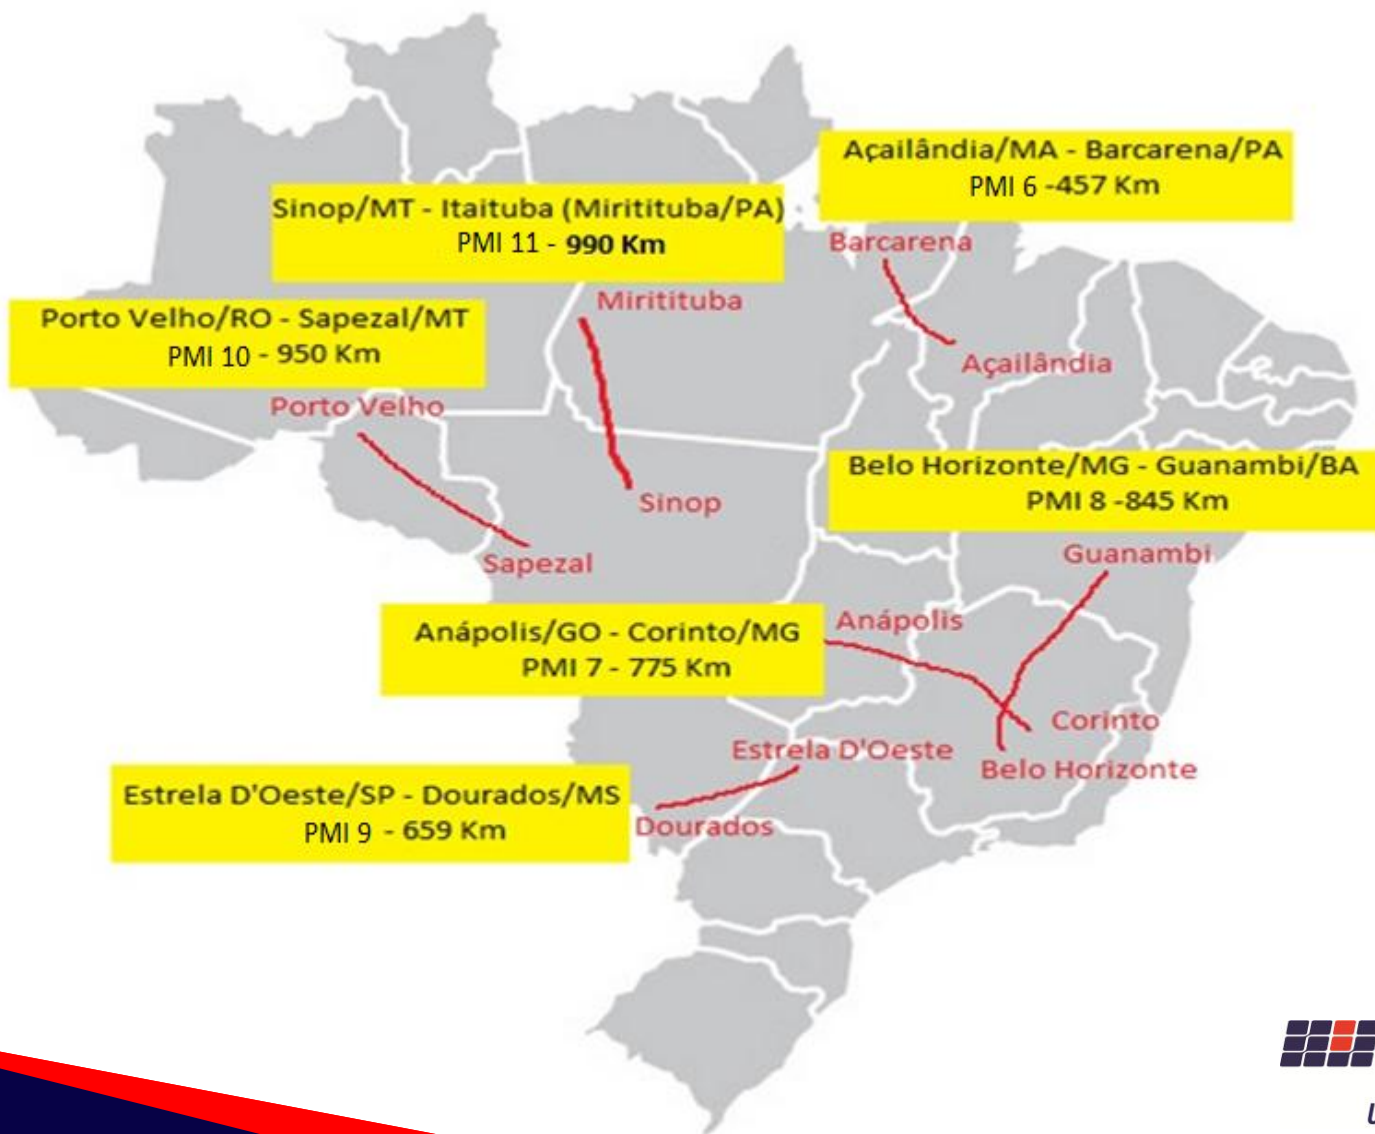 Açailândia/MA - Barcarena/PA
PMI 6 -457 Km
Sinop/MT - Itaituba (Miritituba/PA)
PMI 11 - 990 Km
Barcarena
Miritituba
Porto Velho/RO - Sapezal/MT
PMI 10 - 950 Km
Açailândia
Porto Velho
Belo Horizonte/MG - Guanambi/BA
PMI 8 -845 Km
Sinop
Guanambi
Sapezal
Anápolis/GO - Corinto/MG
PMI 7 - 775 Km
Anápolis
Corinto
Estrela D'Oeste
Belo Horizonte
Estrela D'Oeste/SP - Dourados/MS
PMI 9 - 659 Km
Dourados